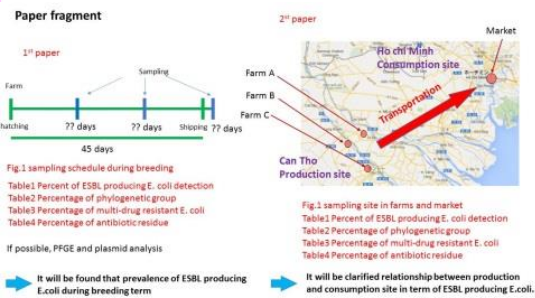 Paper fragment
1st paper
Sampling
Farm
hatching
?? days
?? days
Shipping
?? days
45 days
Fig.1 sampling schedule during breeding
Table1 Percent of ESBL producing E. coli detection
Table2 Percentage of phylogenetic group
Table3 Percentage of multi-drug resistant E. coli
Table4 Percentage of antibiotic residue
If possible, PFGE and plasmid analysis
It will be found that prevalence of ESBL producing
E.coli during breeding term
2st paper
Market
Ho chi Minh
Consumption site
Farm A
Farm B
Farm C
Transportation
Can Tho
Production site
Fig.1 sampling site in farms and market
Table1 Percent of ESBL producing E. coli detection
Table2 Percentage of phylogenetic group
Table3 Percentage of multi-drug resistant E. coli
Table4 Percentage of antibiotic residue
It will be clarified relationship between production
and consumption site in term of ESBL producing E.coli.